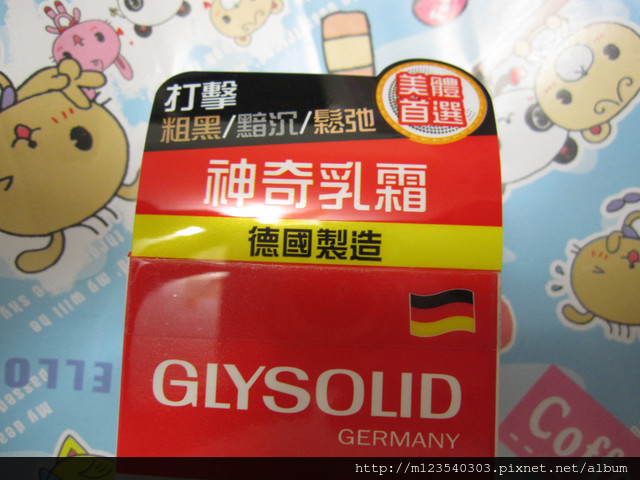 打擊
粗黑/黯沉/鬆弛
美體
首選
神奇乳霜
德國製造
GLYSOLID
GERMANY
Coff
http://m123540303.pixnet.net/album